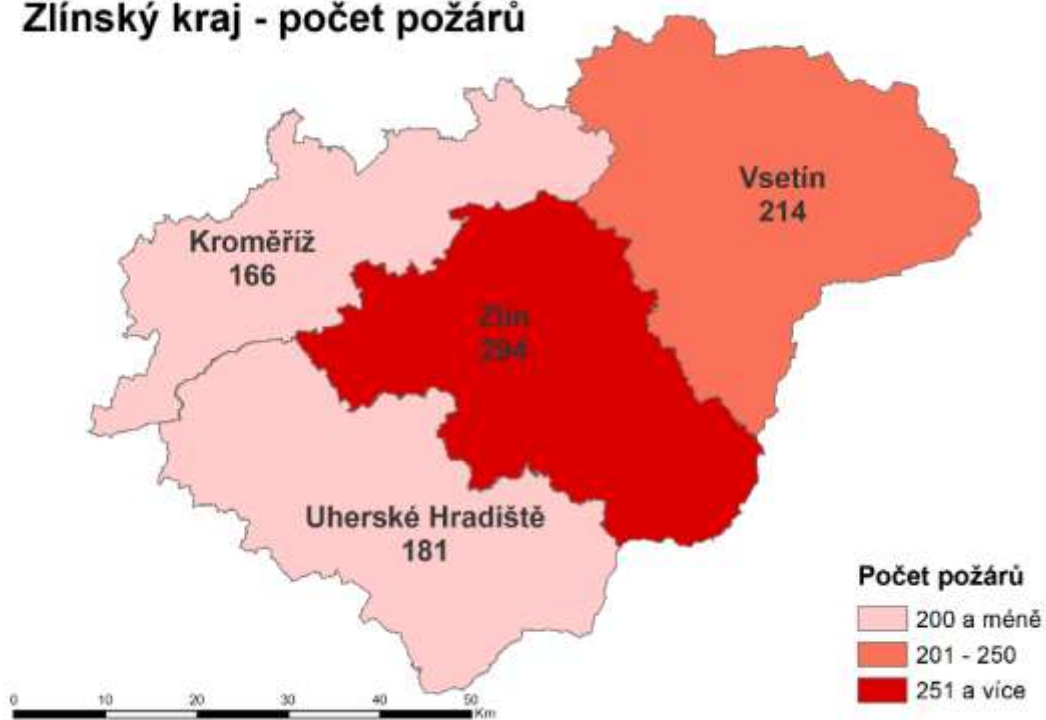 Zlínský kraj - počet požárů
Vsetín
214
Kroměříž
166
Zlín
294
Uherské Hradiště
181
Počet požárů
200 a méně
201 - 250
251 a více
0 10 20 30 40 50
Km